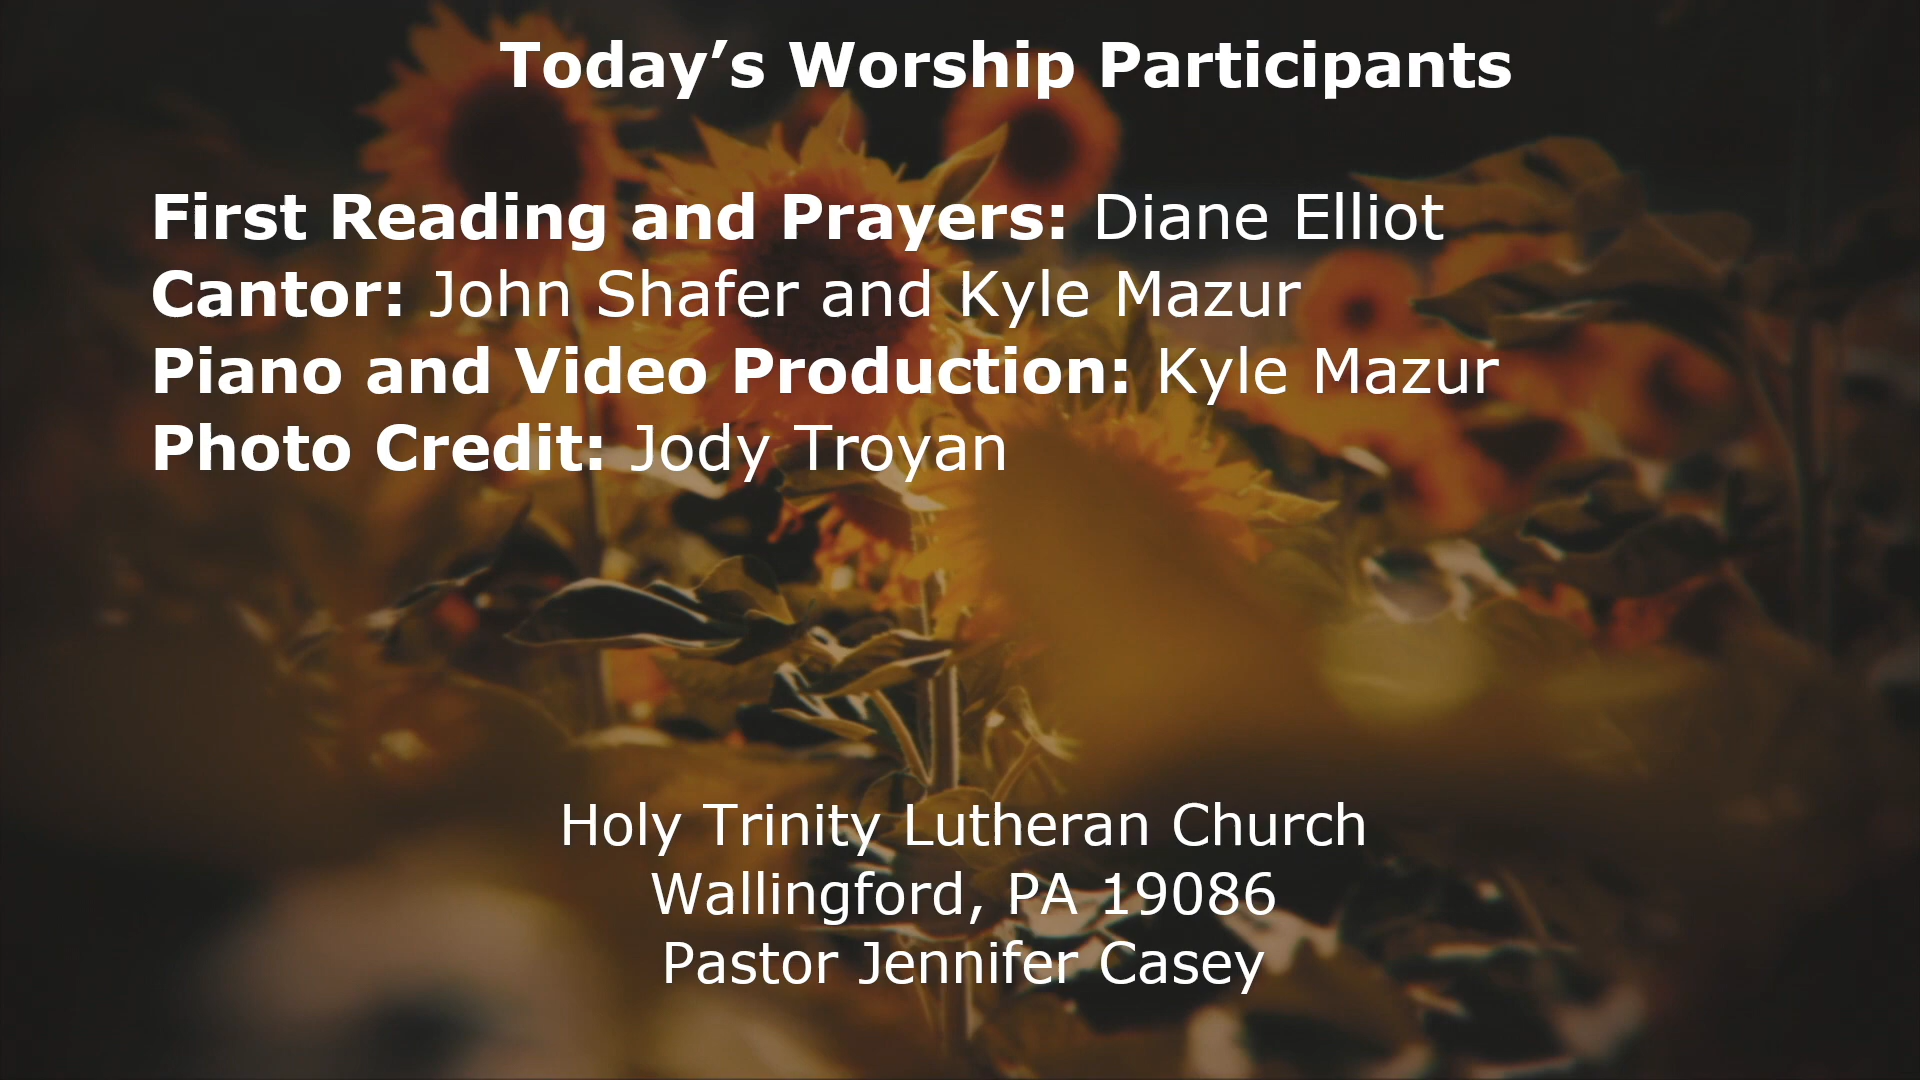 Today’s Worship Participants
First Reading and Prayers: Diane Elliot
Cantor: John Shafer and Kyle Mazur
Piano and Video Production: Kyle Mazur
Photo Credit: Jody Troyan
Holy Trinity Lutheran Church
Wallingford, PA 19086
Pastor Jennifer Casey